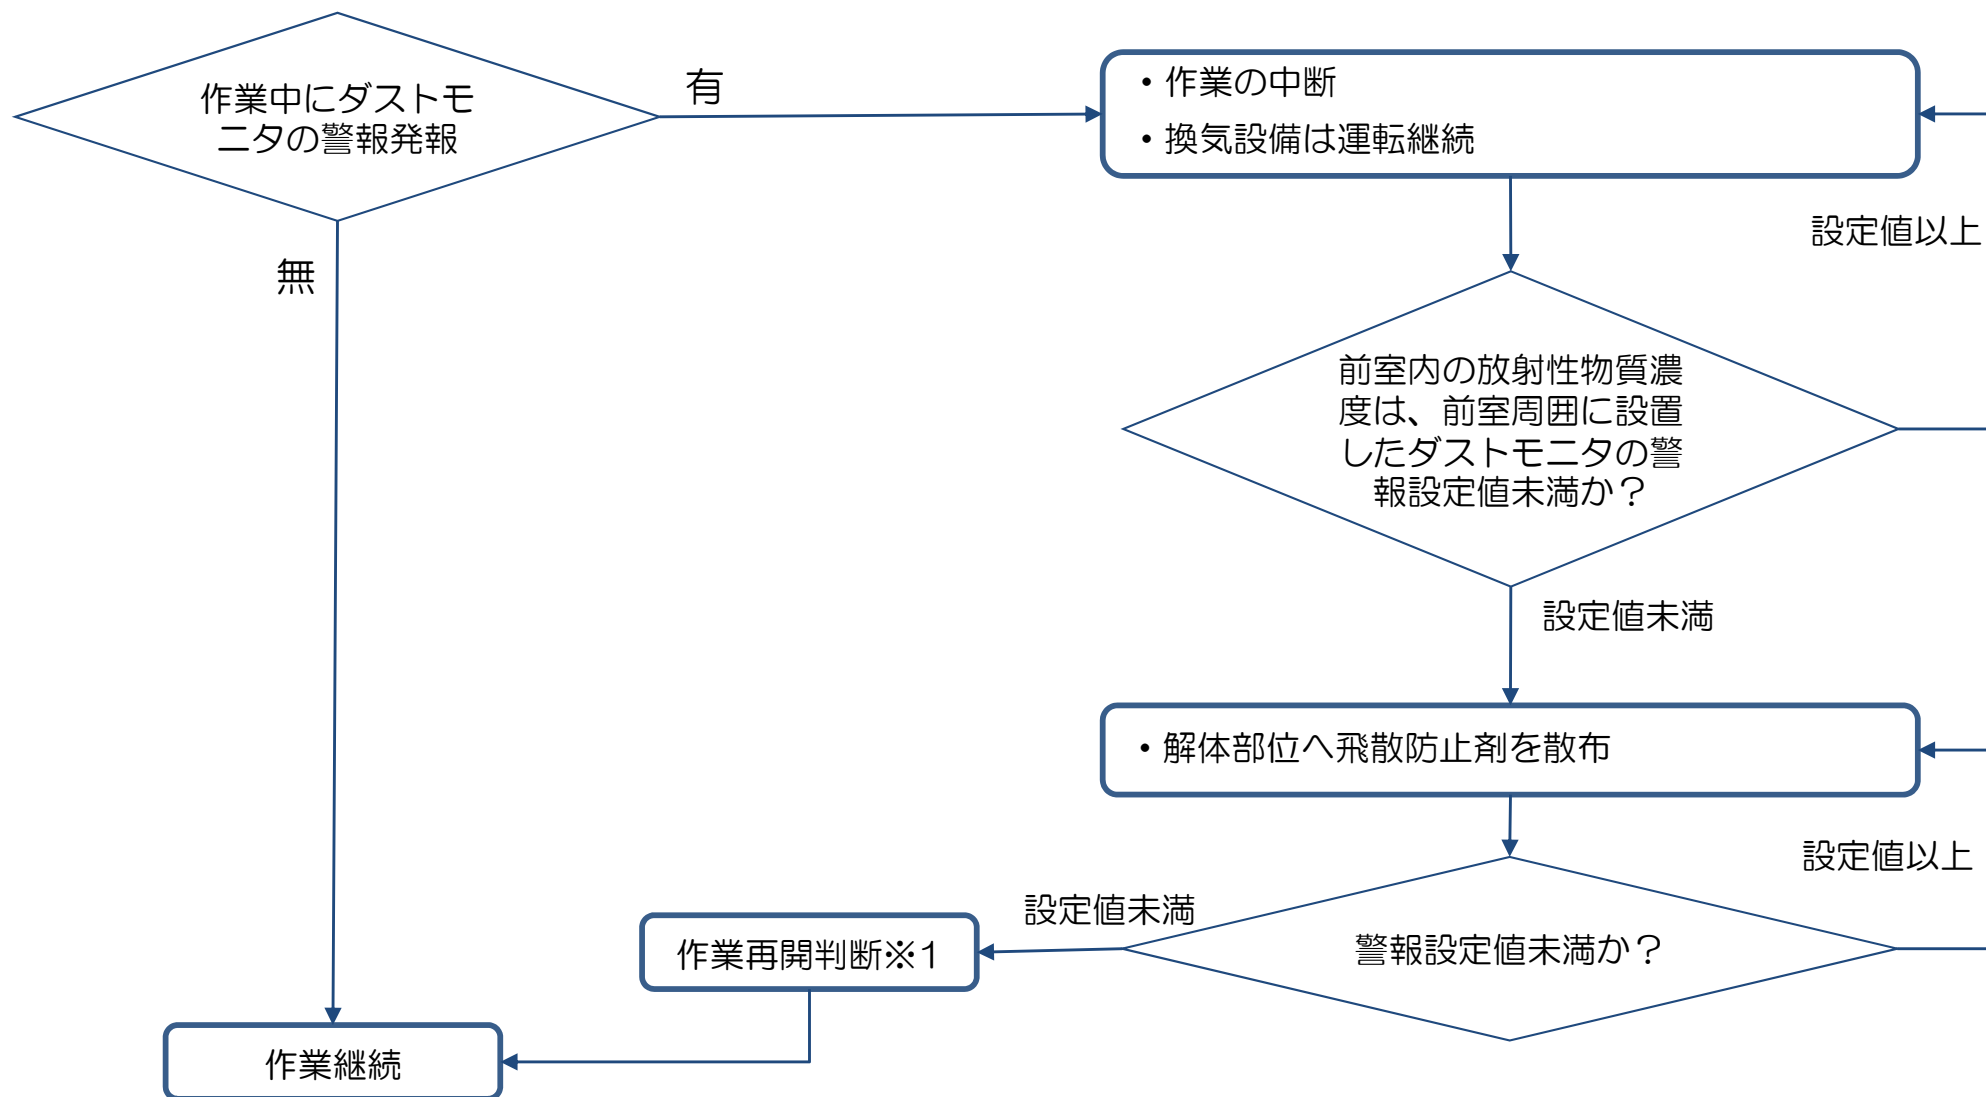 作業中にダストモ
ニタの警報発報
有
・作業の中断
・換気設備は運転継続
設定値以上
無
前室内の放射性物質濃
度は、前室周囲に設置
したダストモニタの警
報設定値未満か？
設定値未満
・解体部位へ飛散防止剤を散布
設定値以上
設定値未満
作業再開判断※1
警報設定値未満か？
作業継続